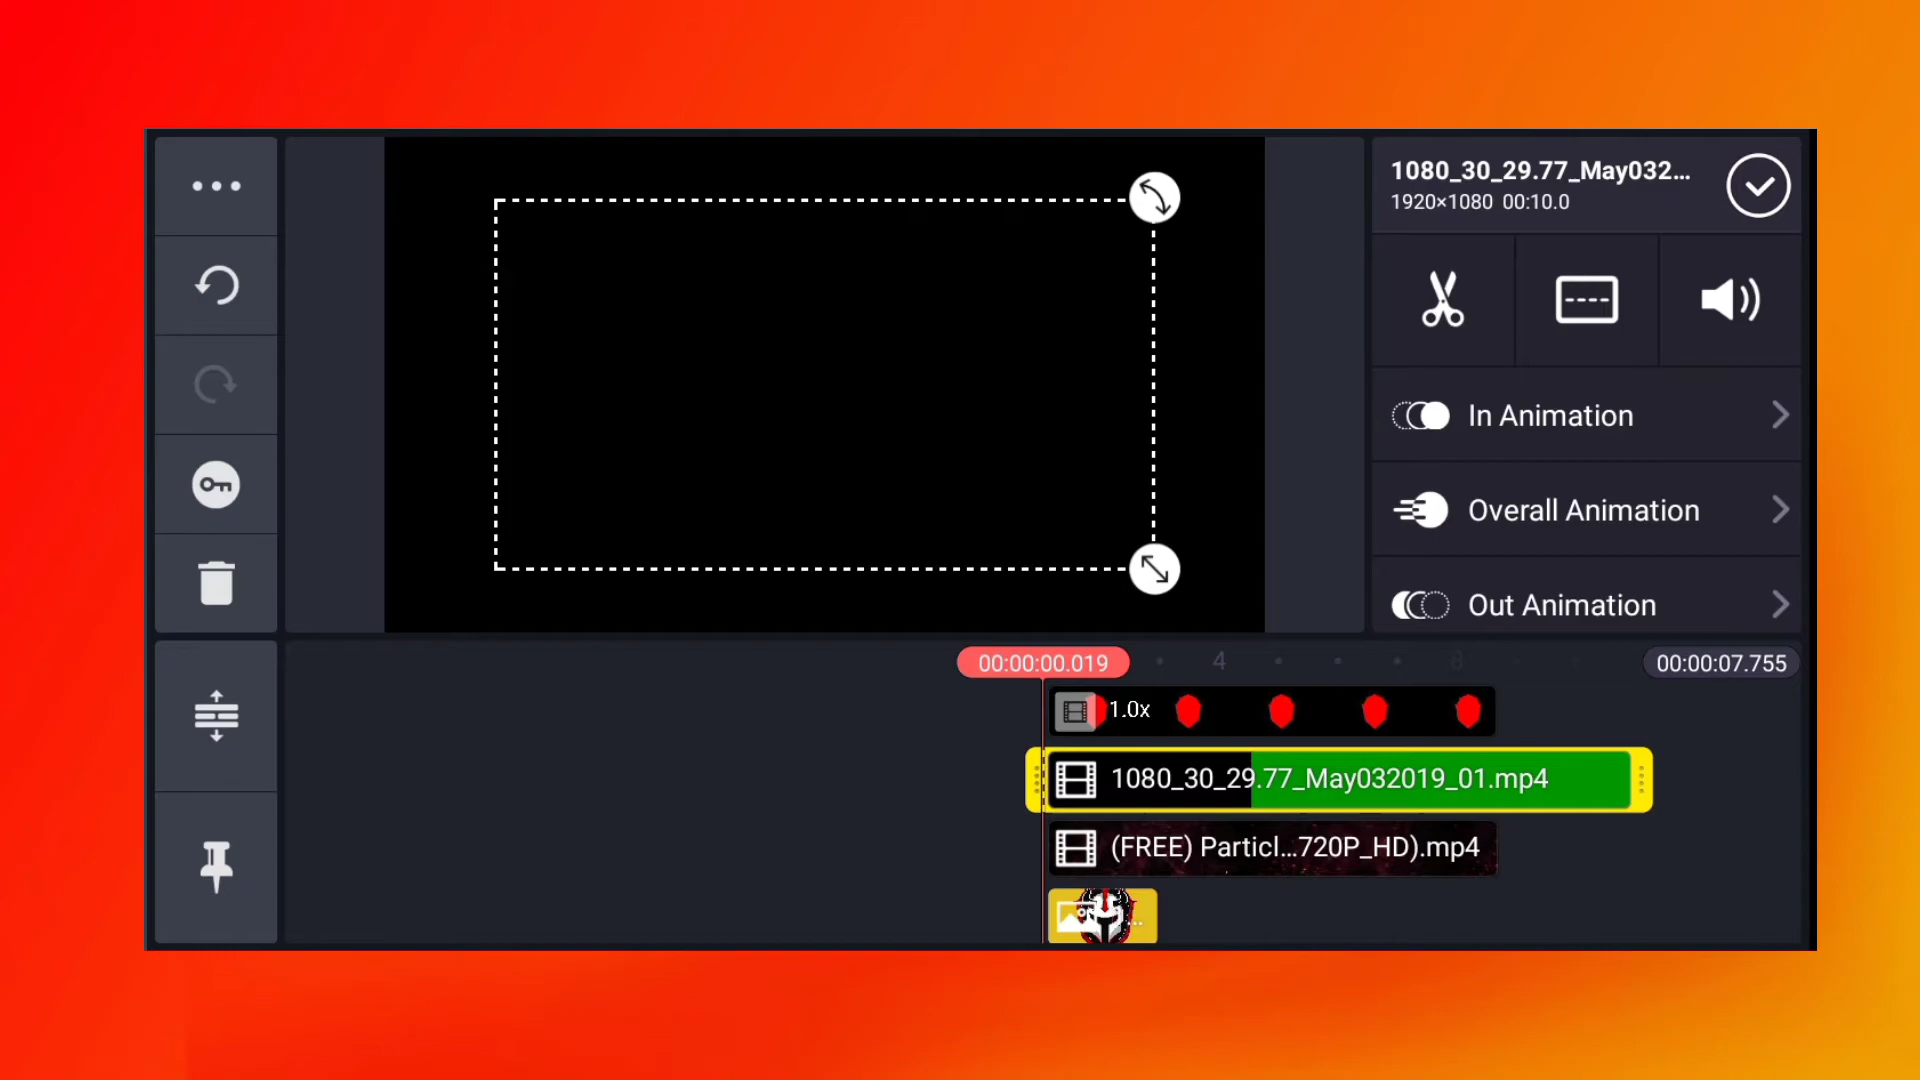 1080_30_29.77_May032...
1920×1080 00:10.0
In Animation
Overall Animation
Out Animation
00:00:00.019
4
8
00:00:07.755
1.0x
1080_30_29.77_May032019_01.mp4
(FREE) Particl...720P_HD).mp4
...